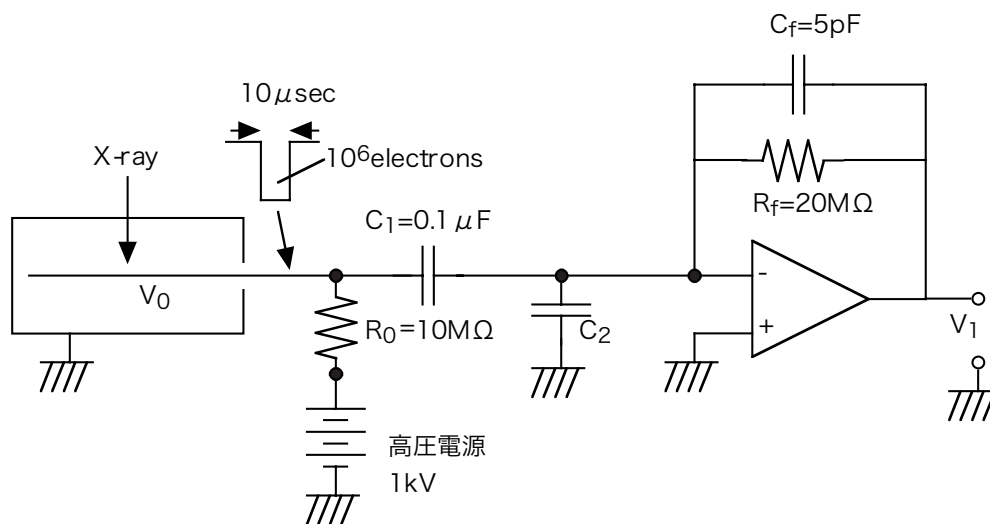 Cf=5pF
10μsec
X-ray
10⁶electrons
Rf=20MΩ
C1=0.1μF
V0
R0=10MΩ
C2
-
+
V1
高圧電源
1kV